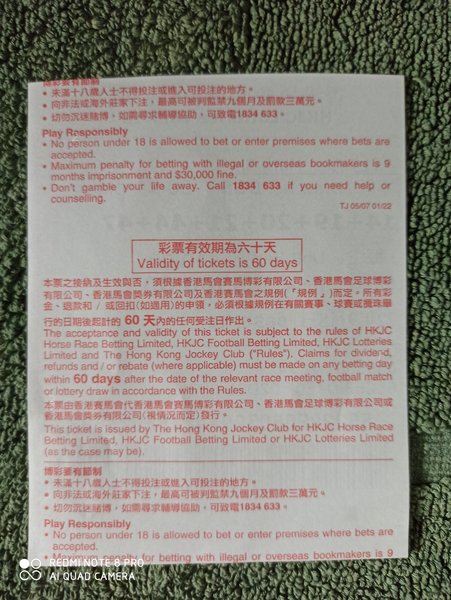 博彩要有節制
• 未滿十八歲人士不得投注或進入可投注的地方。
• 向非法或海外莊家下注，最高可被判監禁九個月及罰款三萬元。
• 切勿沉迷賭博，如需尋求輔導協助，可致電1834 633。
Play Responsibly
• No person under 18 is allowed to bet or enter premises where bets are
accepted.
• Maximum penalty for betting with illegal or overseas bookmakers is 9
months imprisonment and $30,000 fine.
• Don't gamble your life away. Call 1834 633 if you need help or
counselling.
TJ 05/07 01/22
彩票有效期為六十天
Validity of tickets is 60 days
本票之接納及生效與否，須根據香港馬會賽馬博彩有限公司、香港馬會足球博彩
有限公司、香港馬會獎券有限公司及香港賽馬會之規例(「規例」)而定。所有彩
金、退款和 / 或回扣(如適用)的申領，必須根據規例在有關賽事、球賽或攪珠舉
行的日期後起計的 60 天內的任何受注日作出。
The acceptance and validity of this ticket is subject to the rules of HKJC
Horse Race Betting Limited, HKJC Football Betting Limited, HKJC Lotteries
Limited and The Hong Kong Jockey Club ("Rules"). Claims for dividend,
refunds and / or rebate (where applicable) must be made on any betting day
within 60 days after the date of the relevant race meeting, football match
or lottery draw in accordance with the Rules.
本票由香港賽馬會代香港馬會賽馬博彩有限公司、香港馬會足球博彩有限公司或
香港馬會獎券有限公司(視情況而定)發行。
This ticket is issued by The Hong Kong Jockey Club for HKJC Horse Race
Betting Limited, HKJC Football Betting Limited or HKJC Lotteries Limited
(as the case may be).
博彩要有節制
• 未滿十八歲人士不得投注或進入可投注的地方。
• 向非法或海外莊家下注，最高可被判監禁九個月及罰款三萬元。
• 切勿沉迷賭博，如需尋求輔導協助，可致電1834 633。
Play Responsibly
• No person under 18 is allowed to bet or enter premises where bets are
accepted.
• Maximum penalty for betting with illegal or overseas bookmakers is 9
REDMI NOTE 8 PRO
AI QUAD CAMERA